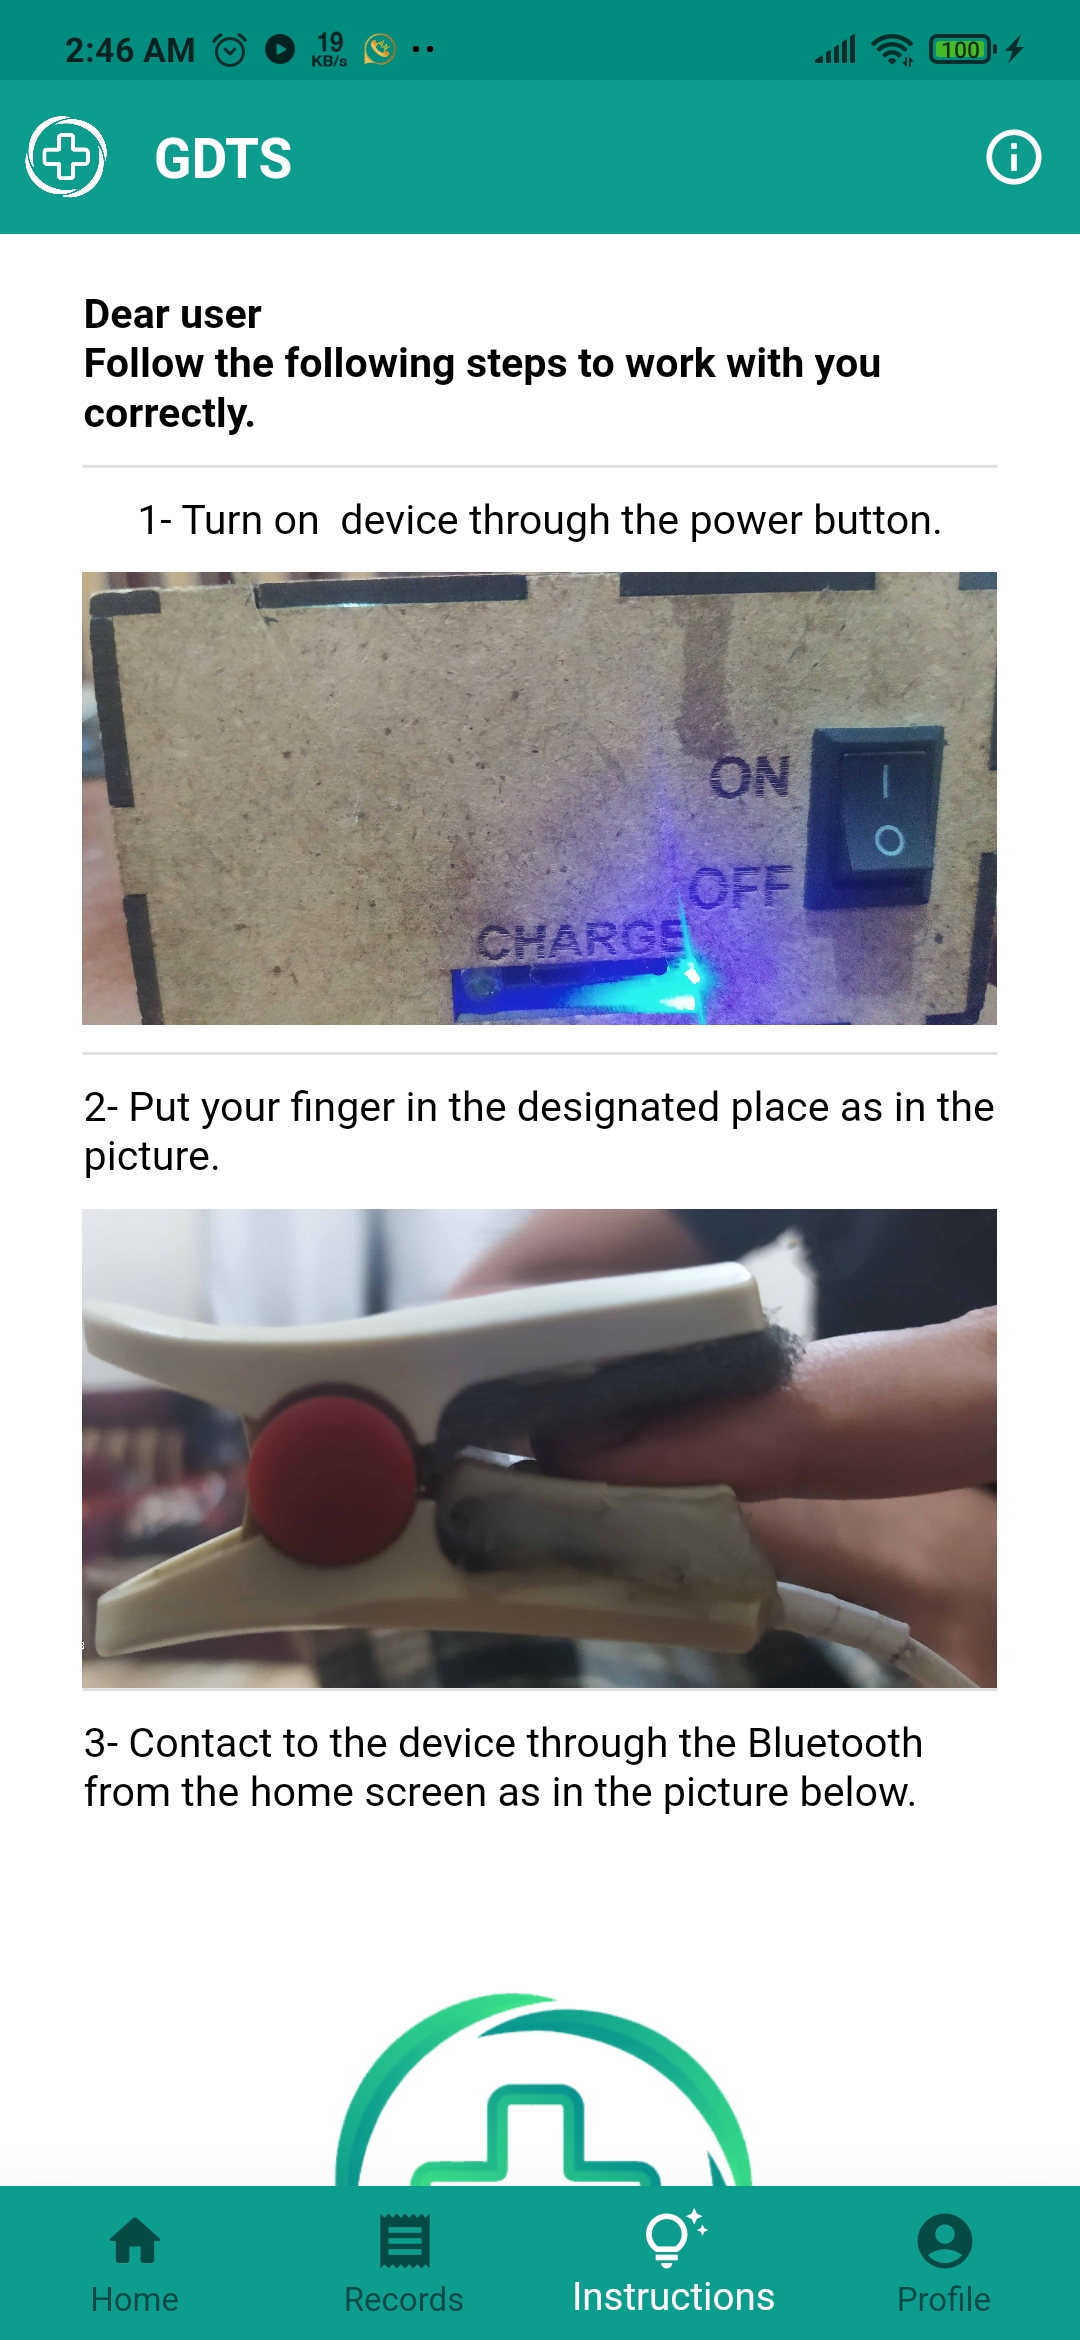 2:46 AM 19 KB/s 100
GDTS
Dear user
Follow the following steps to work with you
correctly.
1- Turn on  device through the power button.
ON
OFF
CHARGE
2- Put your finger in the designated place as in the
picture.
3- Contact to the device through the Bluetooth
from the home screen as in the picture below.
Home Records Instructions Profile